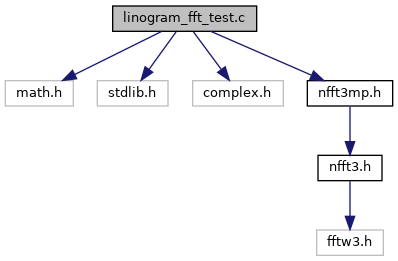 linogram_fft_test.c
math.h
stdlib.h
complex.h
nfft3mp.h
nfft3.h
fftw3.h